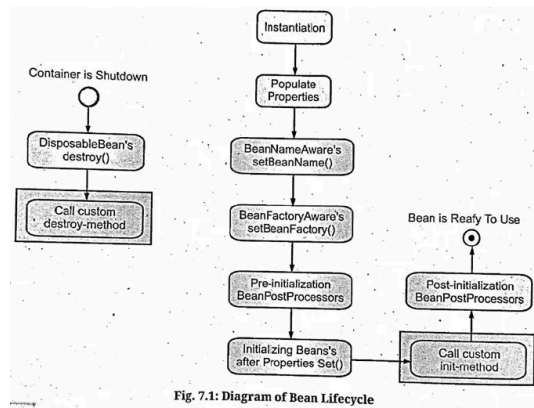 Instantiation
Container is Shutdown
Populate
Properties
DisposableBean's
destroy()
BeanNameAware's
setBeanName()
Call custom
destroy-method
BeanFactoryAware's
setBeanFactory()
Bean is Reafy To Use
Pre-initialization
BeanPostProcessors
Post-initialization
BeanPostProcessors
Initializing Beans's
after Properties Set()
Call custom
init-method
Fig. 7.1: Diagram of Bean Lifecycle